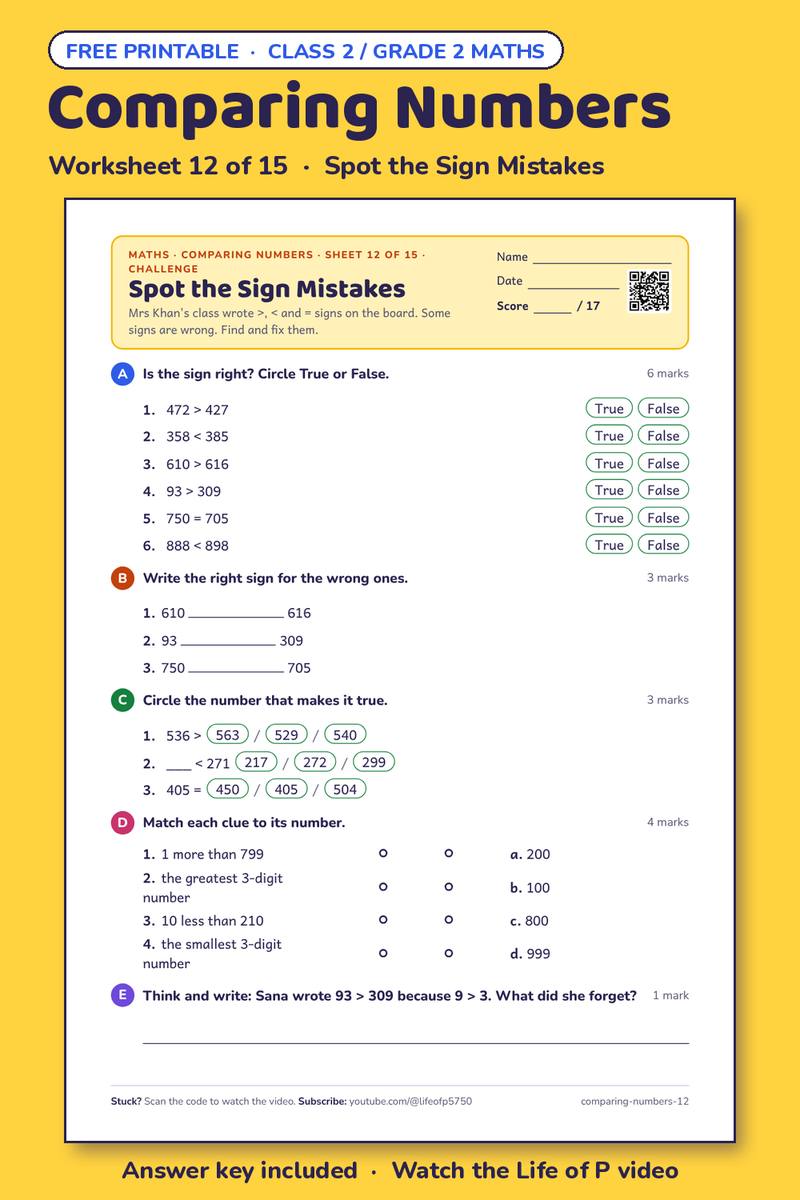 FREE PRINTABLE · CLASS 2 / GRADE 2 MATHS
Comparing Numbers
Worksheet 12 of 15 · Spot the Sign Mistakes
MATHS · COMPARING NUMBERS · SHEET 12 OF 15 ·
CHALLENGE
Spot the Sign Mistakes
Mrs Khan's class wrote >, < and = signs on the board. Some
signs are wrong. Find and fix them.
Name ____________________
Date ______________
Score ______ / 17
A Is the sign right? Circle True or False. 6 marks
1. 472 > 427 True False
2. 358 < 385 True False
3. 610 > 616 True False
4. 93 > 309 True False
5. 750 = 705 True False
6. 888 < 898 True False
B Write the right sign for the wrong ones. 3 marks
1. 610 ______________ 616
2. 93 ______________ 309
3. 750 ______________ 705
C Circle the number that makes it true. 3 marks
1. 536 > 563 / 529 / 540
2. ___ < 271 217 / 272 / 299
3. 405 = 450 / 405 / 504
D Match each clue to its number. 4 marks
1. 1 more than 799 a. 200
2. the greatest 3-digit
number b. 100
3. 10 less than 210 c. 800
4. the smallest 3-digit
number d. 999
E Think and write: Sana wrote 93 > 309 because 9 > 3. What did she forget? 1 mark
Stuck? Scan the code to watch the video. Subscribe: youtube.com/@lifeofp5750 comparing-numbers-12
Answer key included · Watch the Life of P video